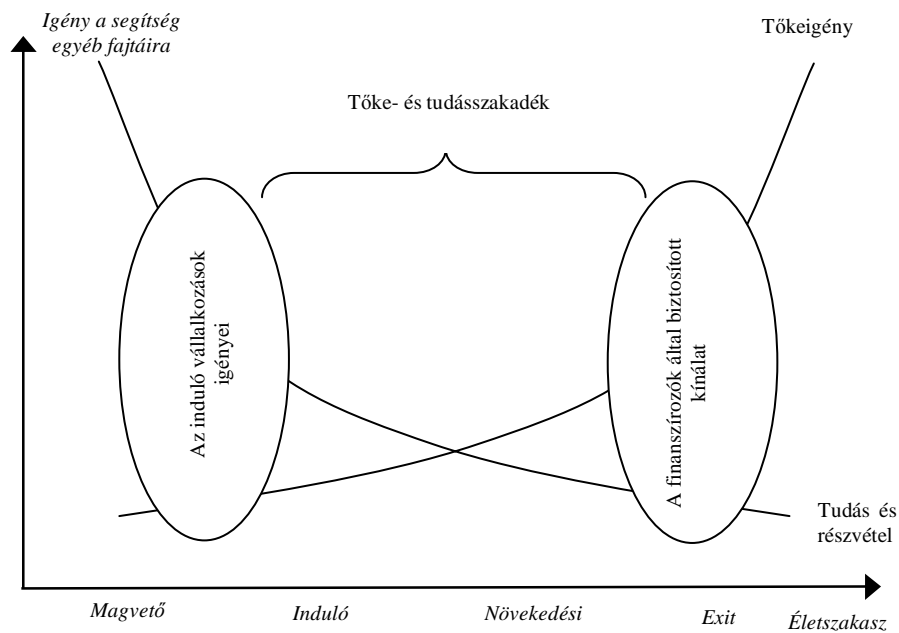 Igény a segítség
egyéb fajtáira
Tőkeigény
Tőke- és tudásszakadék
Az induló vállalkozások
igényei
A finanszírozók által biztosított
kínálat
Tudás és
részvétel
Magvető
Induló
Növekedési
Exit
Életszakasz